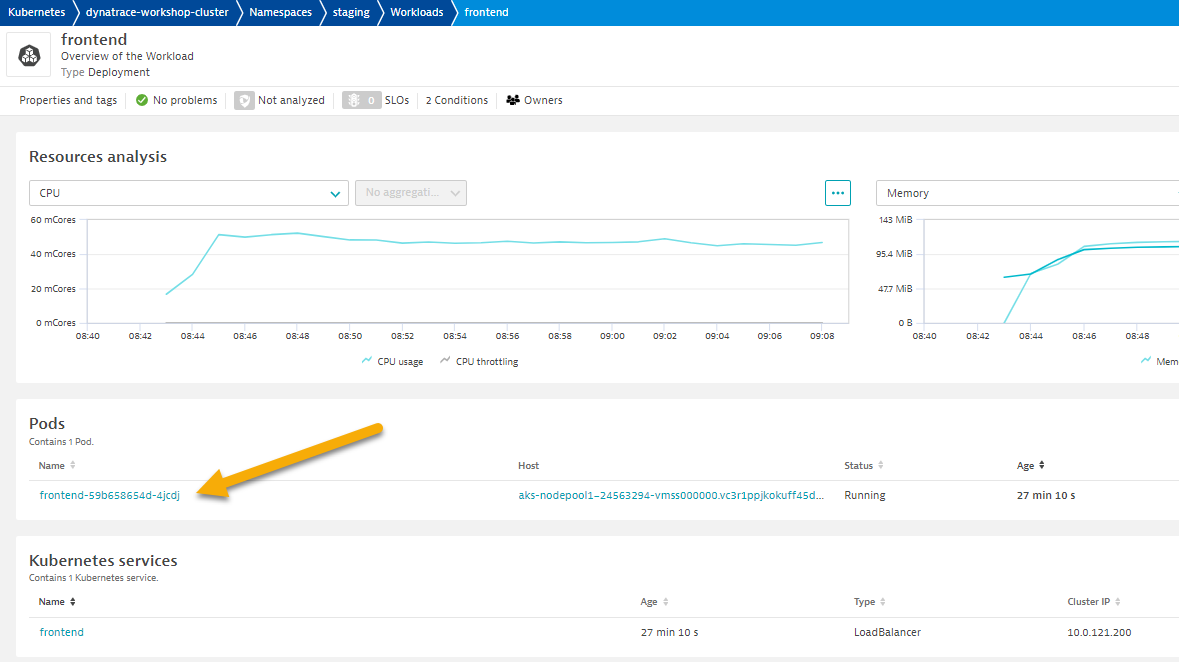 Kubernetes dynatrace-workshop-cluster Namespaces staging Workloads frontend
frontend
Overview of the Workload
Type Deployment
Properties and tags No problems Not analyzed 0 SLOs 2 Conditions Owners
Resources analysis
CPU No aggregati... ... Memory
60 mCores
40 mCores
20 mCores
0 mCores
08:40 08:42 08:44 08:46 08:48 08:50 08:52 08:54 08:56 08:58 09:00 09:02 09:04 09:06 09:08
CPU usage CPU throttling
143 MiB
95.4 MiB
47.7 MiB
0 B
08:40 08:42 08:44 08:46 08:48
Mem
Pods
Contains 1 Pod.
Name Host Status Age
frontend-59b658654d-4jcdj aks-nodepool1-24563294-vmss000000.vc3r1ppjkokuff45d... Running 27 min 10 s
Kubernetes services
Contains 1 Kubernetes service.
Name Age Type Cluster IP
frontend 27 min 10 s LoadBalancer 10.0.121.200